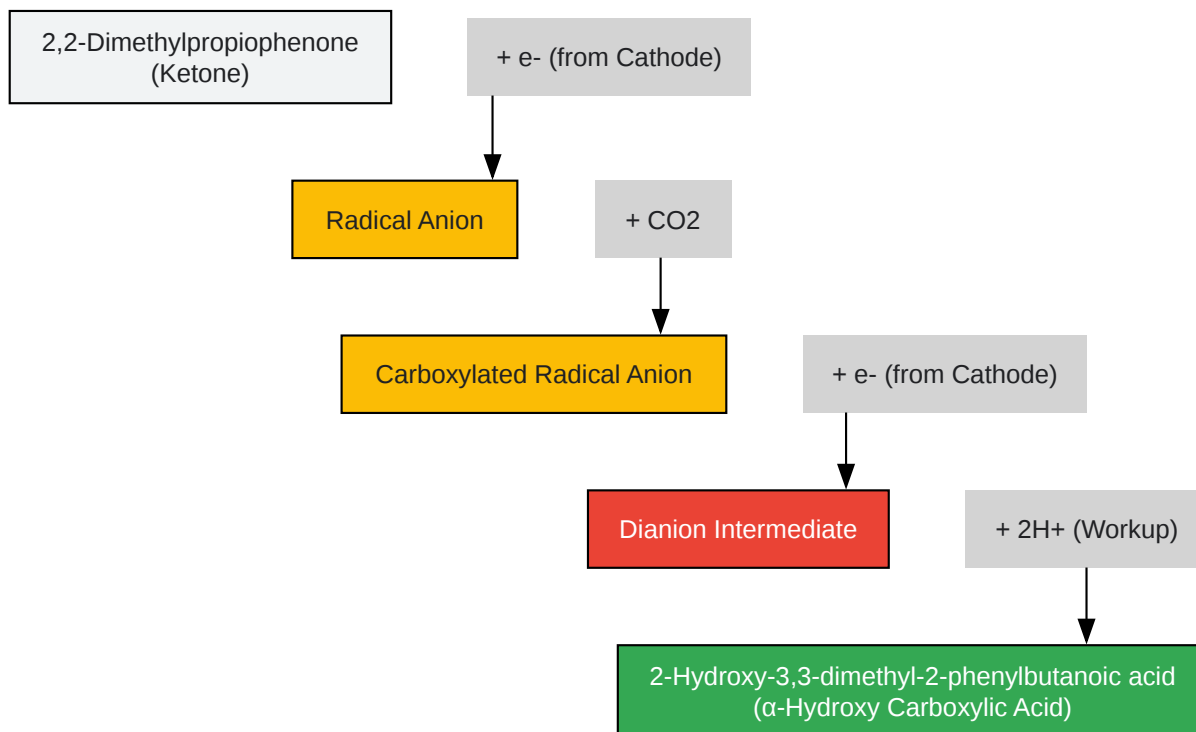 2,2-Dimethylpropiophenone
(Ketone)
+ e- (from Cathode)
Radical Anion
+ CO2
Carboxylated Radical Anion
+ e- (from Cathode)
Dianion Intermediate
+ 2H+ (Workup)
2-Hydroxy-3,3-dimethyl-2-phenylbutanoic acid
(α-Hydroxy Carboxylic Acid)